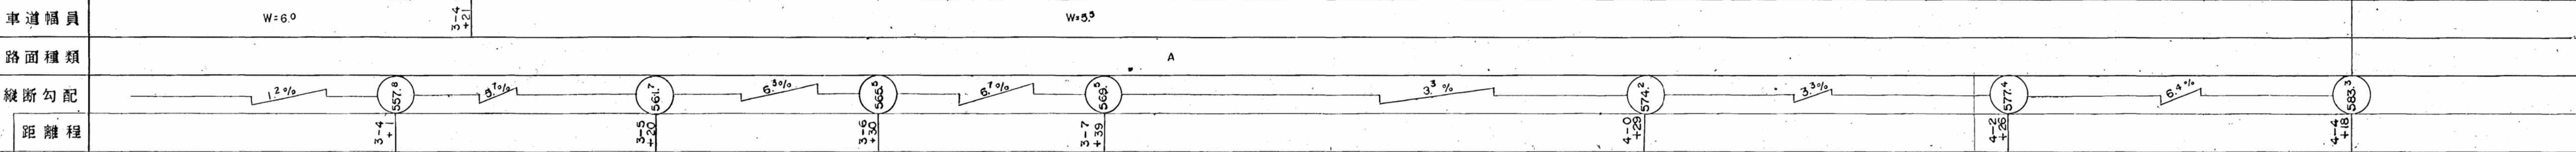 車道幅員 W=6.0 3-4 +21 W=5.5
路面種類 A
縦断勾配 1.2% 557.8 5.7% 561.7 6.3% 565.5 6.7% 569.5 3.3% 574.2 3.3% 577.4 6.4% 583.3
距離程 3-4 +1 3-5 +20 3-6 +30 3-7 +39 4-0 +29 4-2 +26 4-4 +18